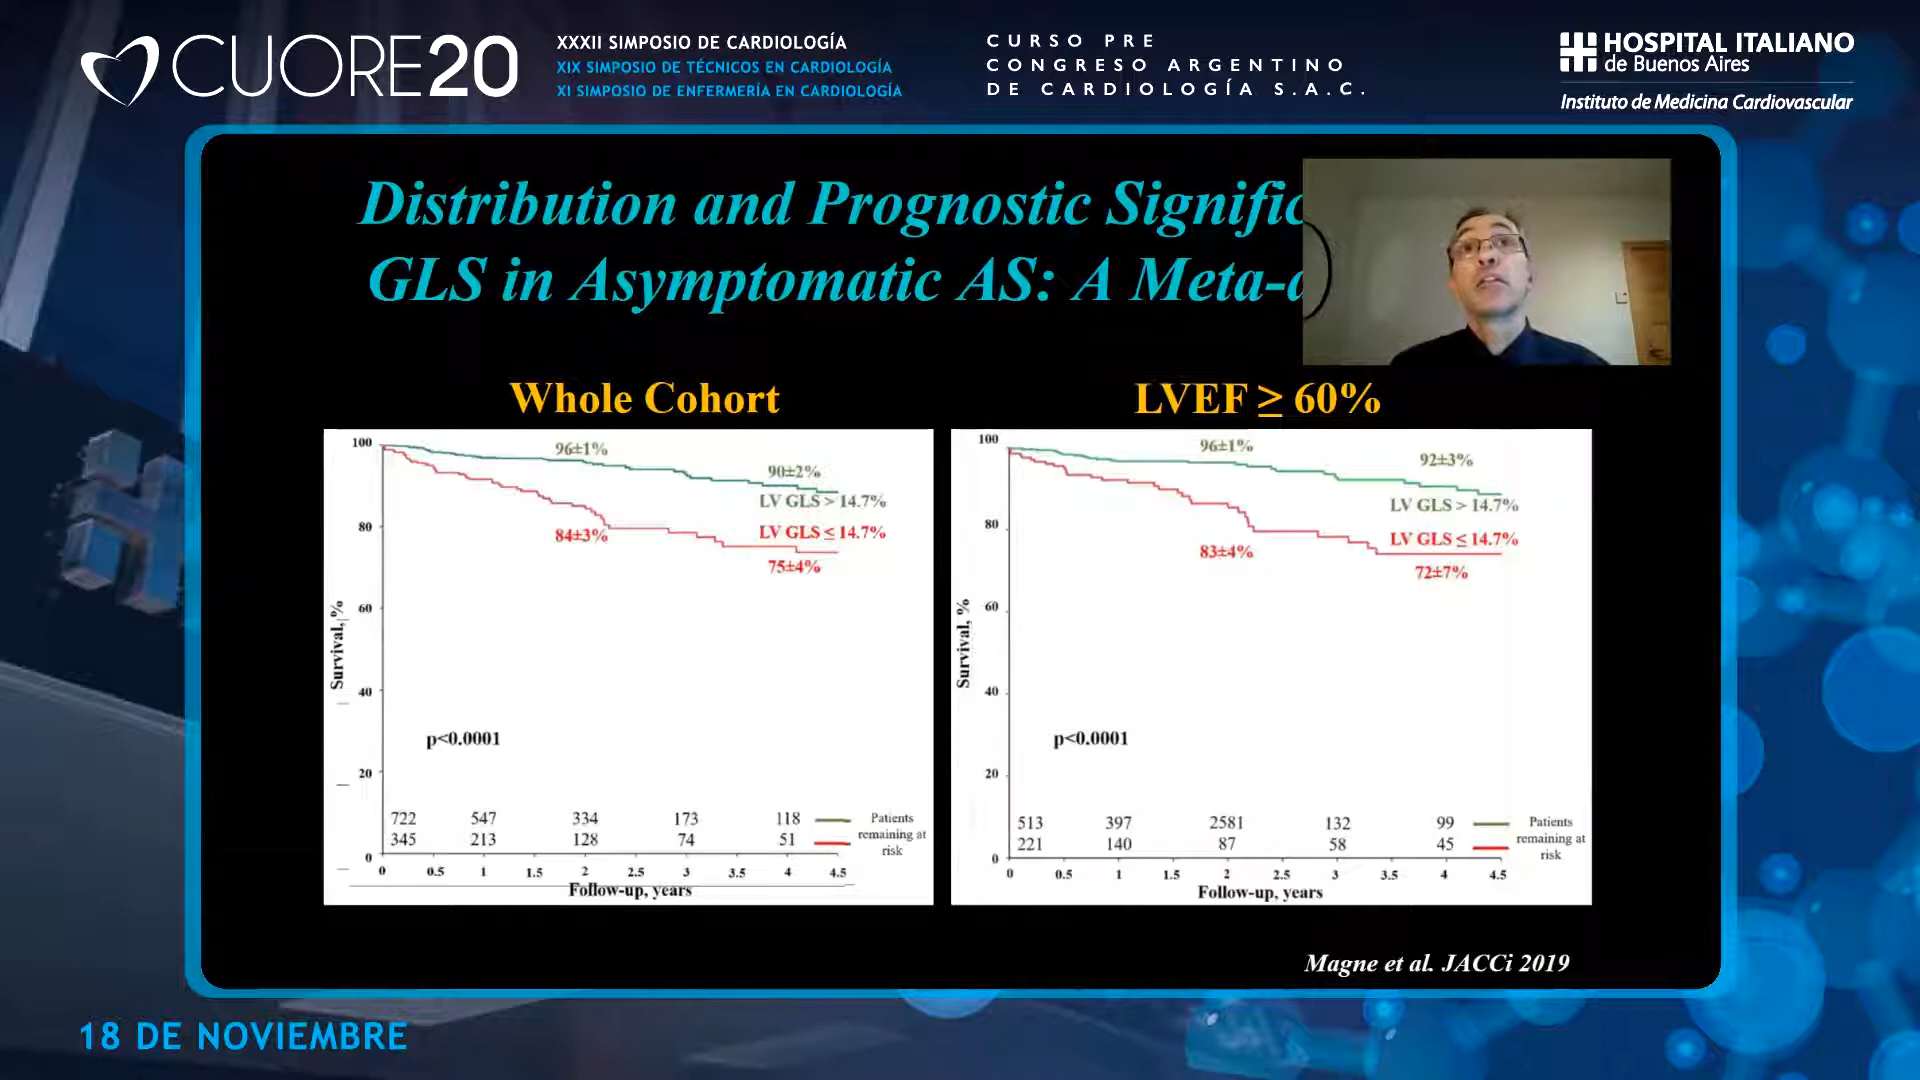 CUORE20
XXXII SIMPOSIO DE CARDIOLOGÍA
XIX SIMPOSIO DE TÉCNICOS EN CARDIOLOGÍA
XI SIMPOSIO DE ENFERMERÍA EN CARDIOLOGÍA
CURSO PRE
CONGRESO ARGENTINO
DE CARDIOLOGÍA S.A.C.
HOSPITAL ITALIANO
de Buenos Aires
Instituto de Medicina Cardiovascular
Distribution and Prognostic Signific
GLS in Asymptomatic AS: A Meta-
Whole Cohort
100
80
60
40
20
0
Survival, %
96±1%
90±2%
LV GLS > 14.7%
LV GLS ≤ 14.7%
84±3%
75±4%
p<0.0001
722 547 334 173 118
345 213 128 74 51
Patients
remaining at
risk
0 0.5 1 1.5 2 2.5 3 3.5 4 4.5
Follow-up, years
LVEF ≥ 60%
100
80
60
40
20
0
Survival, %
96±1%
92±3%
LV GLS > 14.7%
LV GLS ≤ 14.7%
83±4%
72±7%
p<0.0001
513 397 2581 132 99
221 140 87 58 45
Patients
remaining at
risk
0 0.5 1 1.5 2 2.5 3 3.5 4 4.5
Follow-up, years
Magne et al. JACCi 2019
18 DE NOVIEMBRE